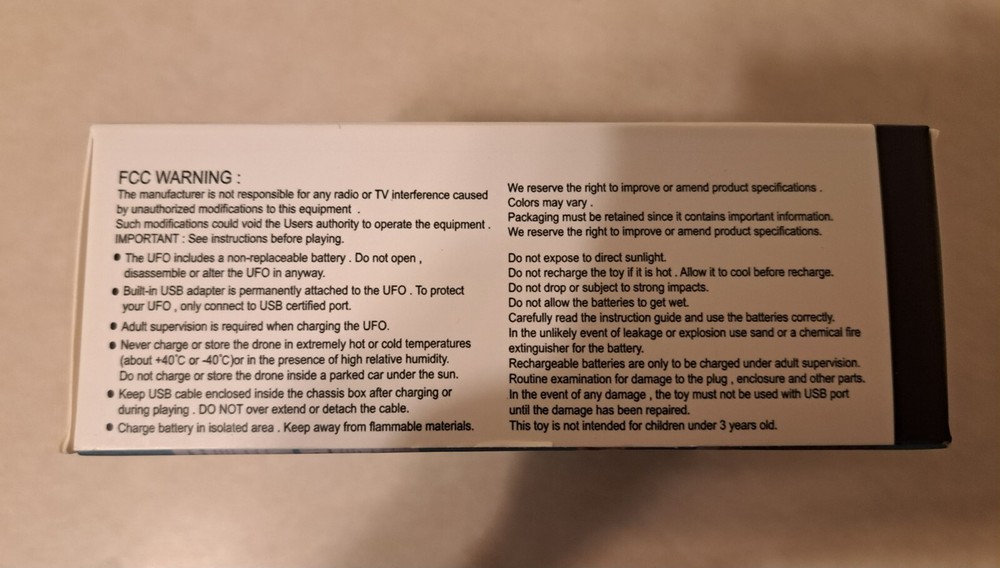 FCC WARNING :
The manufacturer is not responsible for any radio or TV interference caused
by unauthorized modifications to this equipment .
Such modifications could void the Users authority to operate the equipment .
IMPORTANT : See instructions before playing.
• The UFO includes a non-replaceable battery . Do not open ,
disassemble or alter the UFO in anyway.
• Built-in USB adapter is permanently attached to the UFO . To protect
your UFO , only connect to USB certified port.
• Adult supervision is required when charging the UFO.
• Never charge or store the drone in extremely hot or cold temperatures
(about +40°C or -40°C)or in the presence of high relative humidity.
Do not charge or store the drone inside a parked car under the sun.
• Keep USB cable enclosed inside the chassis box after charging or
during playing . DO NOT over extend or detach the cable.
• Charge battery in isolated area . Keep away from flammable materials.
We reserve the right to improve or amend product specifications .
Colors may vary .
Packaging must be retained since it contains important information.
We reserve the right to improve or amend product specifications.
Do not expose to direct sunlight.
Do not recharge the toy if it is hot . Allow it to cool before recharge.
Do not drop or subject to strong impacts.
Do not allow the batteries to get wet.
Carefully read the instruction guide and use the batteries correctly.
In the unlikely event of leakage or explosion use sand or a chemical fire
extinguisher for the battery.
Rechargeable batteries are only to be charged under adult supervision.
Routine examination for damage to the plug , enclosure and other parts.
In the event of any damage , the toy must not be used with USB port
until the damage has been repaired.
This toy is not intended for children under 3 years old.